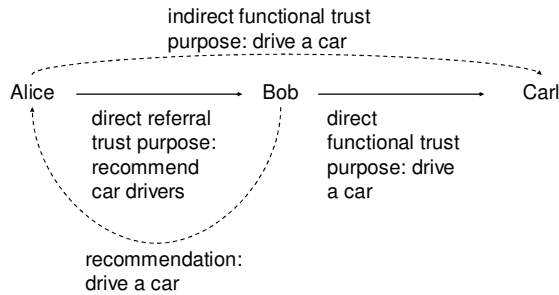 indirect functional trust
purpose: drive a car
Alice
Bob
Carl
direct referral
trust purpose:
recommend
car drivers
direct
functional trust
purpose: drive
a car
recommendation:
drive a car